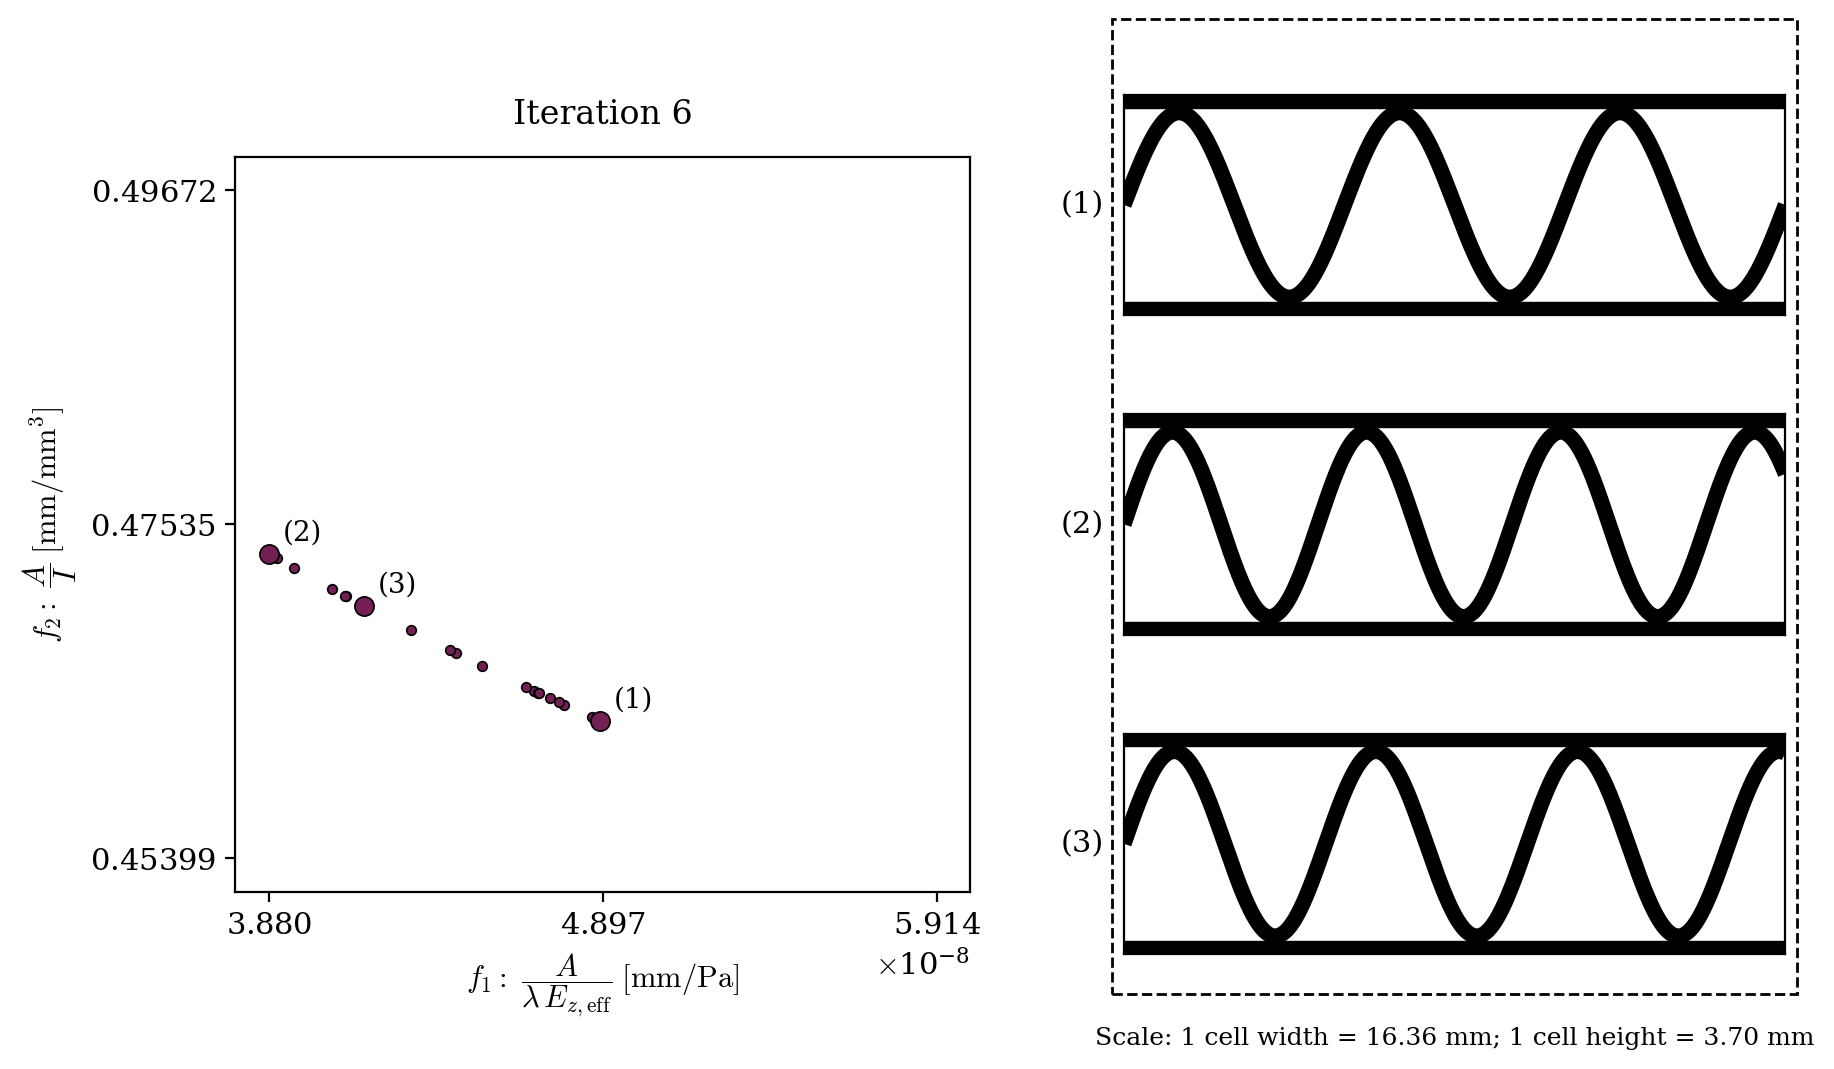 Iteration 6
0.49672
0.47535
0.45399
f₂ : A/I [mm/mm³]
(2)
(3)
(1)
3.880 4.897 5.914
×10⁻⁸
f₁ : A/(λ E_z, eff) [mm/Pa]
(1)
(2)
(3)
Scale: 1 cell width = 16.36 mm; 1 cell height = 3.70 mm